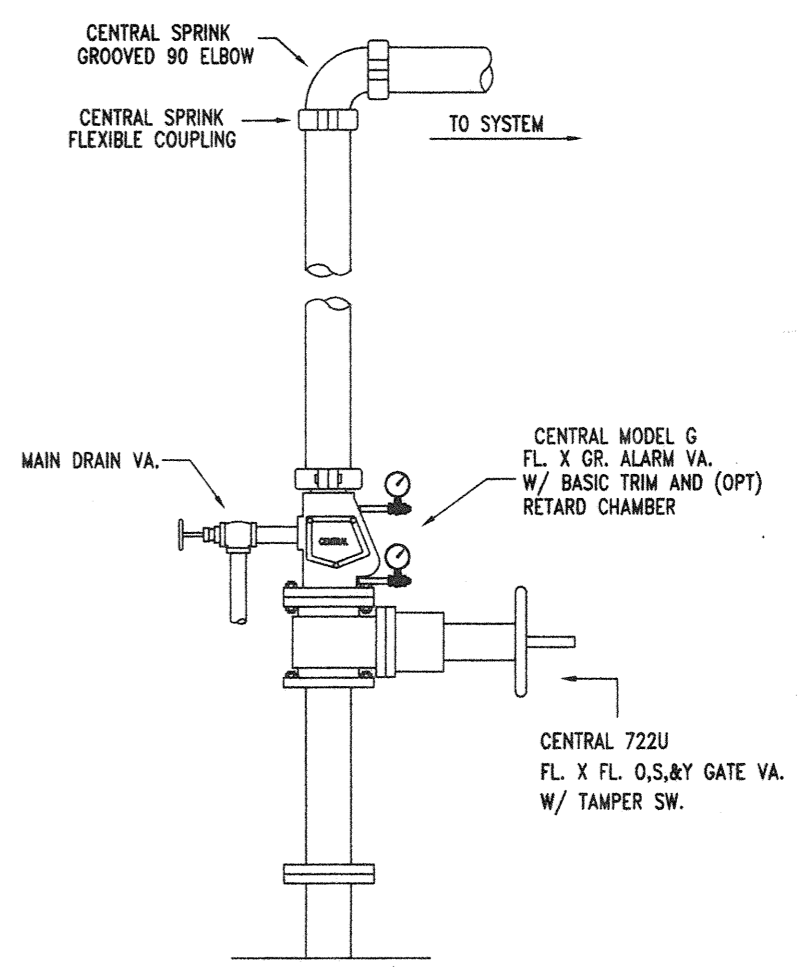 CENTRAL SPRINK
GROOVED 90 ELBOW
CENTRAL SPRINK
FLEXIBLE COUPLING
TO SYSTEM
CENTRAL MODEL G
FL. X GR. ALARM VA.
W/ BASIC TRIM AND (OPT)
RETARD CHAMBER
MAIN DRAIN VA.
CENTRAL
CENTRAL 722U
FL. X FL. O,S,&Y GATE VA.
W/ TAMPER SW.